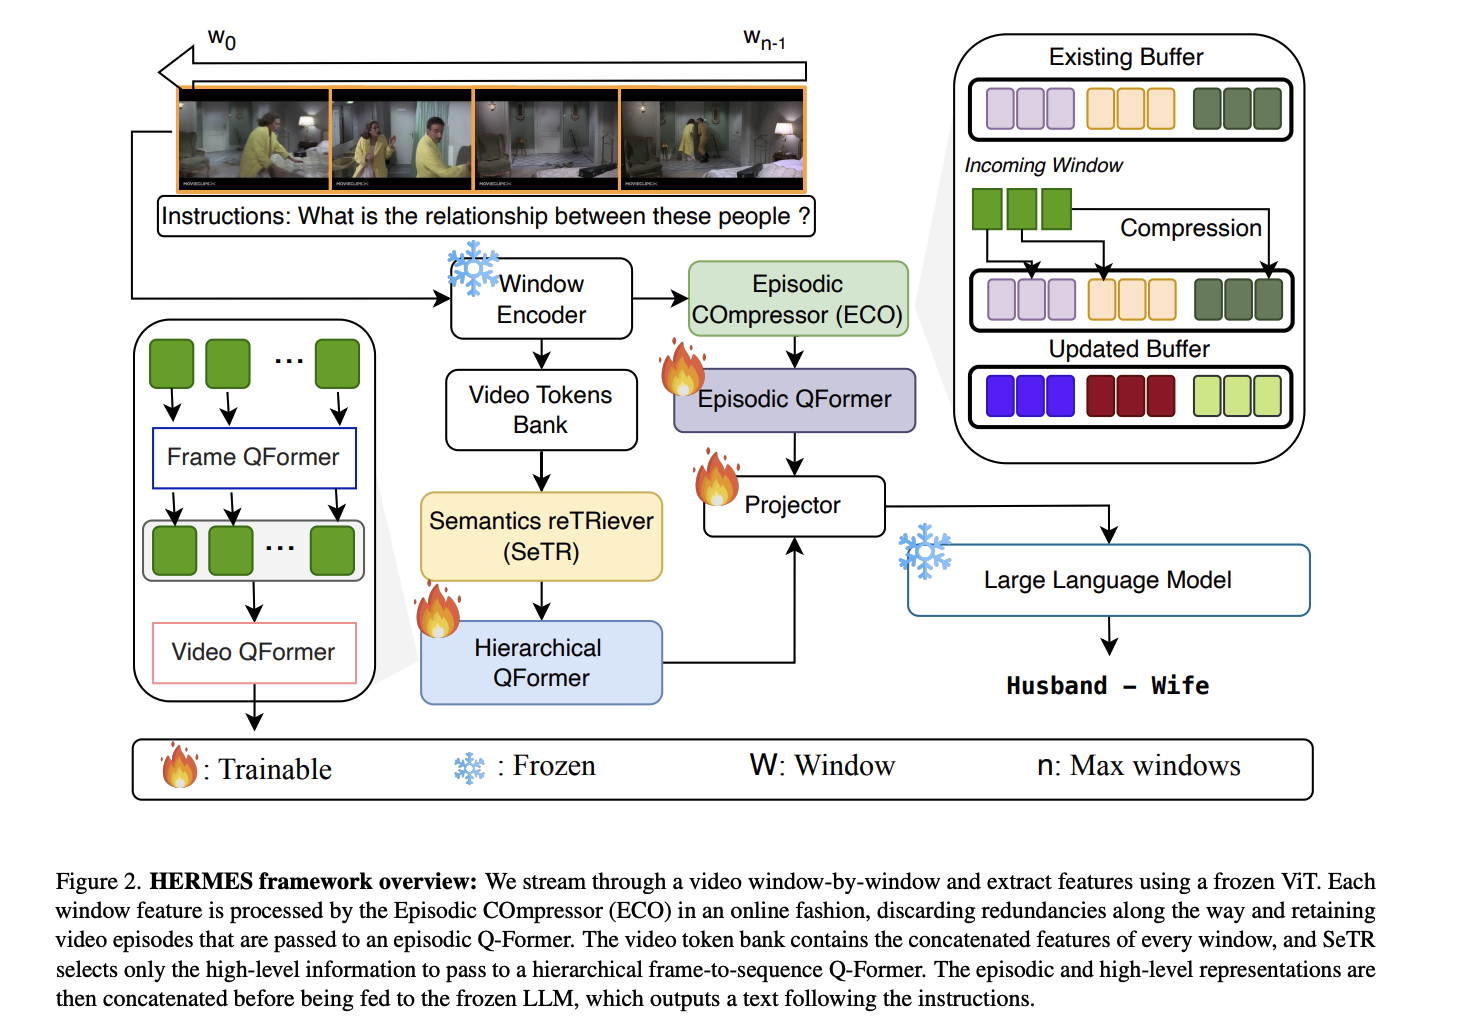 w0
wn-1
MOVIECLIPS
MOVIECLIPS
MOVIECLIPS
MOVIECLIPS
Instructions: What is the relationship between these people ?
Existing Buffer
Incoming Window
Compression
Updated Buffer
Window
Encoder
Episodic
COmpressor (ECO)
Video Tokens
Bank
Episodic QFormer
Frame QFormer
Semantics reTRiever
(SeTR)
Projector
Large Language Model
Video QFormer
Hierarchical
QFormer
Husband – Wife
: Trainable
: Frozen
W: Window
n: Max windows
Figure 2. HERMES framework overview: We stream through a video window-by-window and extract features using a frozen ViT. Each
window feature is processed by the Episodic COmpressor (ECO) in an online fashion, discarding redundancies along the way and retaining
video episodes that are passed to an episodic Q-Former. The video token bank contains the concatenated features of every window, and SeTR
selects only the high-level information to pass to a hierarchical frame-to-sequence Q-Former. The episodic and high-level representations are
then concatenated before being fed to the frozen LLM, which outputs a text following the instructions.